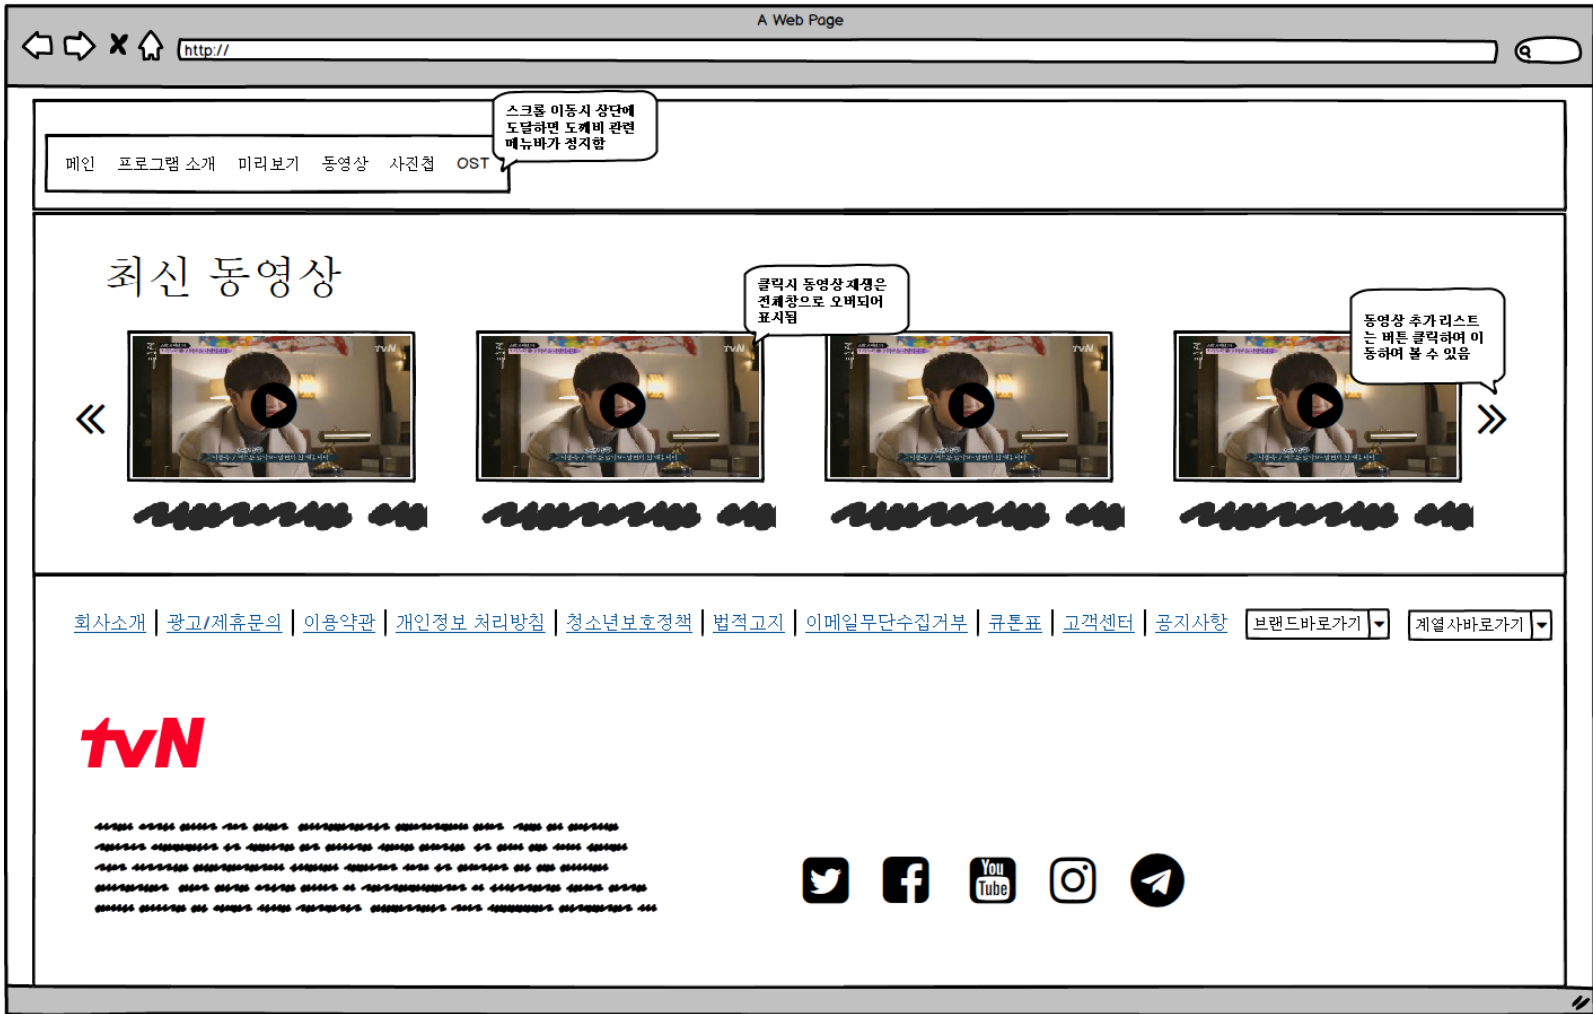 A Web Page
http://
스크롤 이동시 상단에
도달하면 도깨비 관련
메뉴바가 정지함
메인 프로그램 소개 미리보기 동영상 사진첩 OST
최신 동영상
클릭시 동영상 재생은
전체창으로 오버되어
표시됨
동영상 추가 리스트
는 버튼 클릭하여 이
동하여 볼 수 있음
tvN
tvN
회사소개 | 광고/제휴문의 | 이용약관 | 개인정보 처리방침 | 청소년보호정책 | 법적고지 | 이메일무단수집거부 | 큐톤표 | 고객센터 | 공지사항 브랜드바로가기 계열사바로가기
tvN
You
Tube